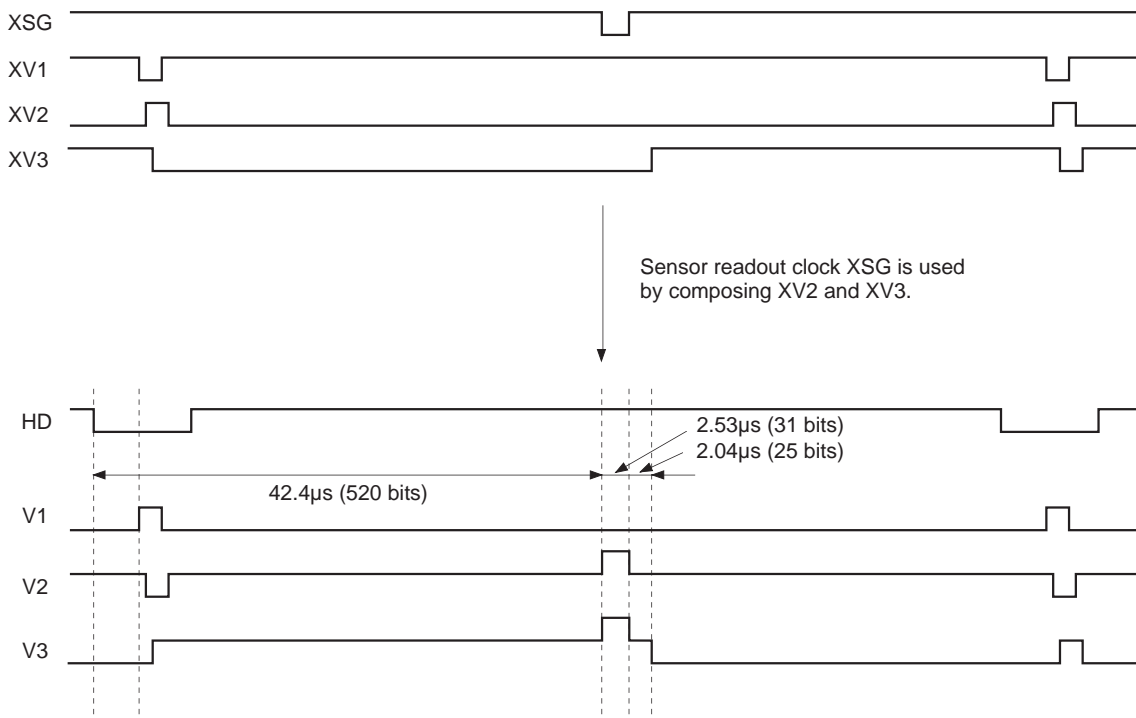 XSG
XV1
XV2
XV3
Sensor readout clock XSG is used
by composing XV2 and XV3.
HD
2.53µs (31 bits)
2.04µs (25 bits)
42.4µs (520 bits)
V1
V2
V3